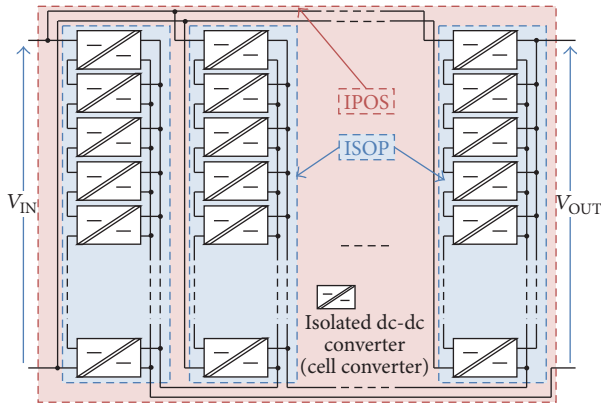 IPOS
ISOP
V_IN
V_OUT
Isolated dc-dc
converter
(cell converter)